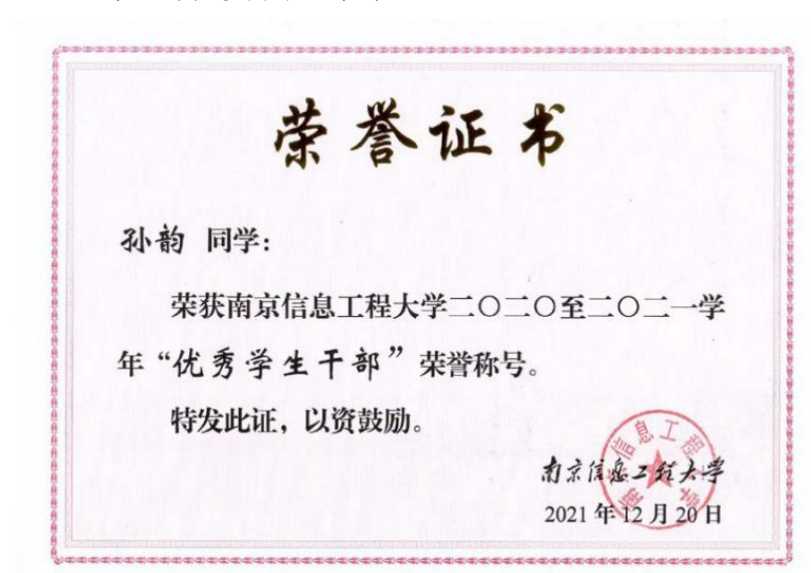 荣誉证书
孙韵 同学：
荣获南京信息工程大学二〇二〇至二〇二一学
年“优秀学生干部”荣誉称号。
特发此证，以资鼓励。
南京信息工程大学
2021年12月20日